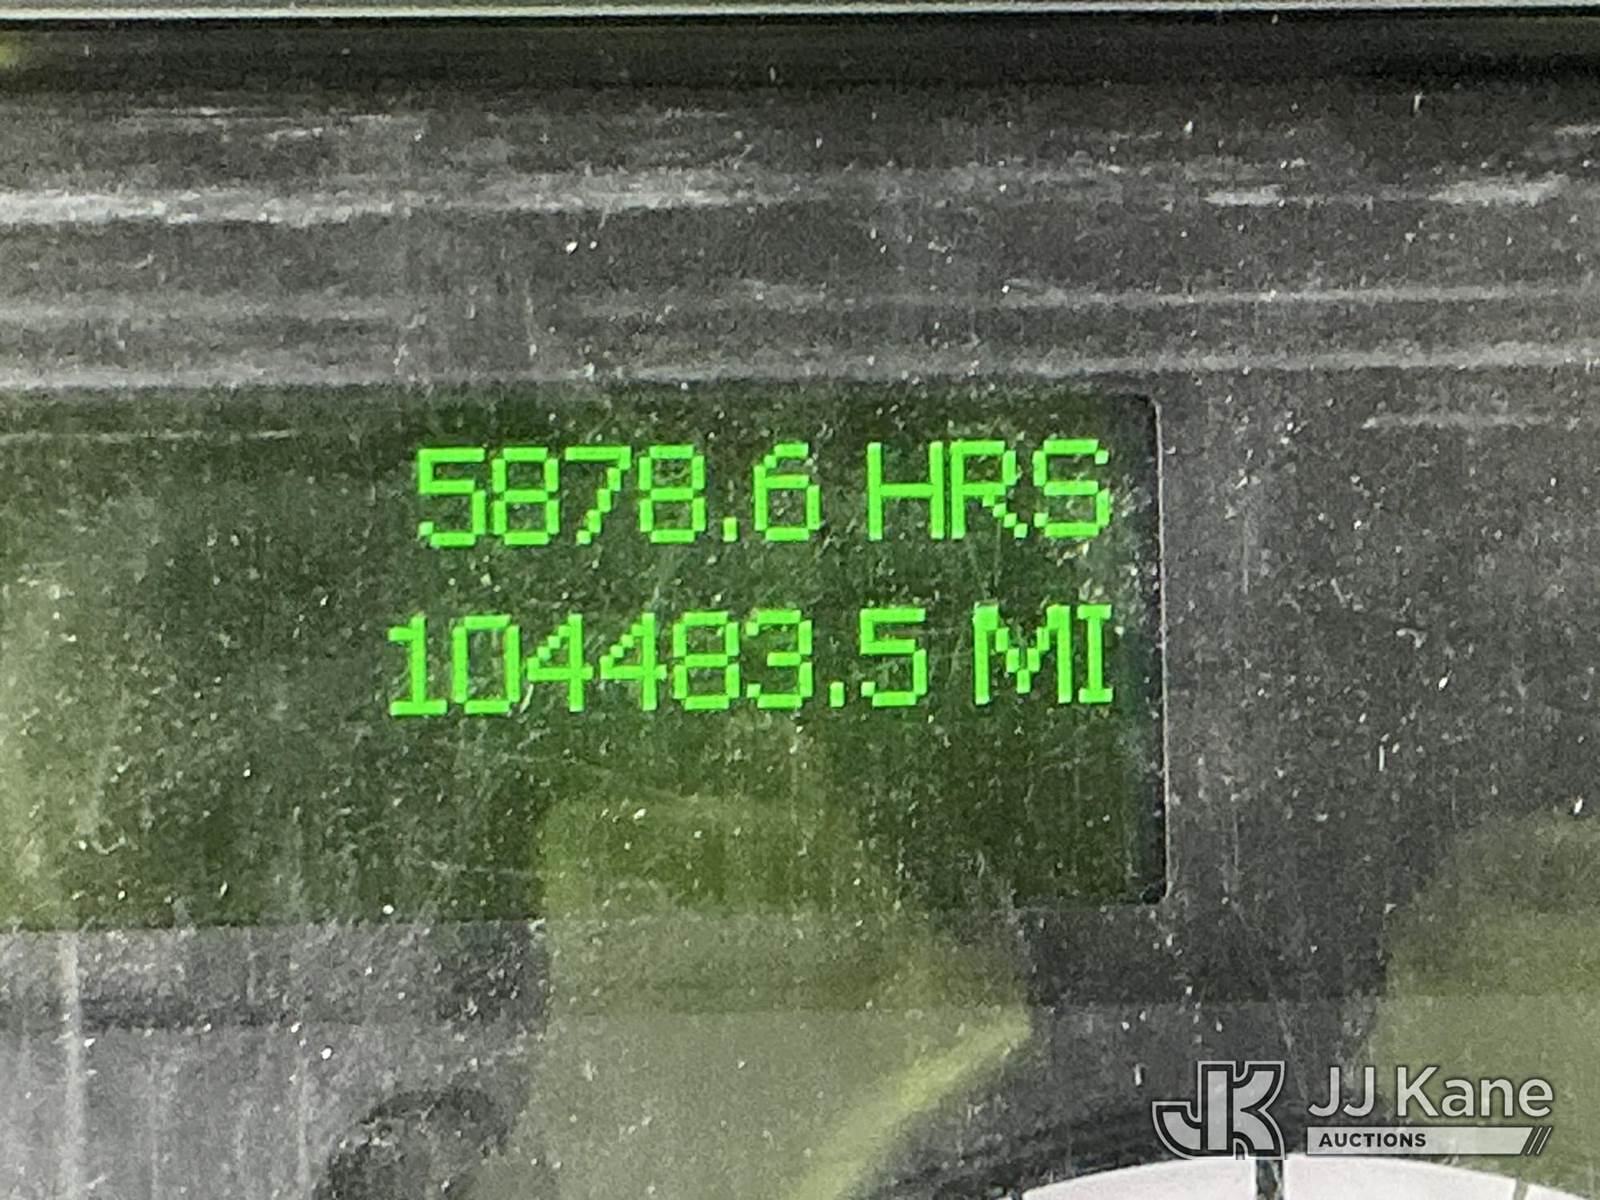 5878.6 HRS
104483.5 MI
JK JJ Kane
AUCTIONS